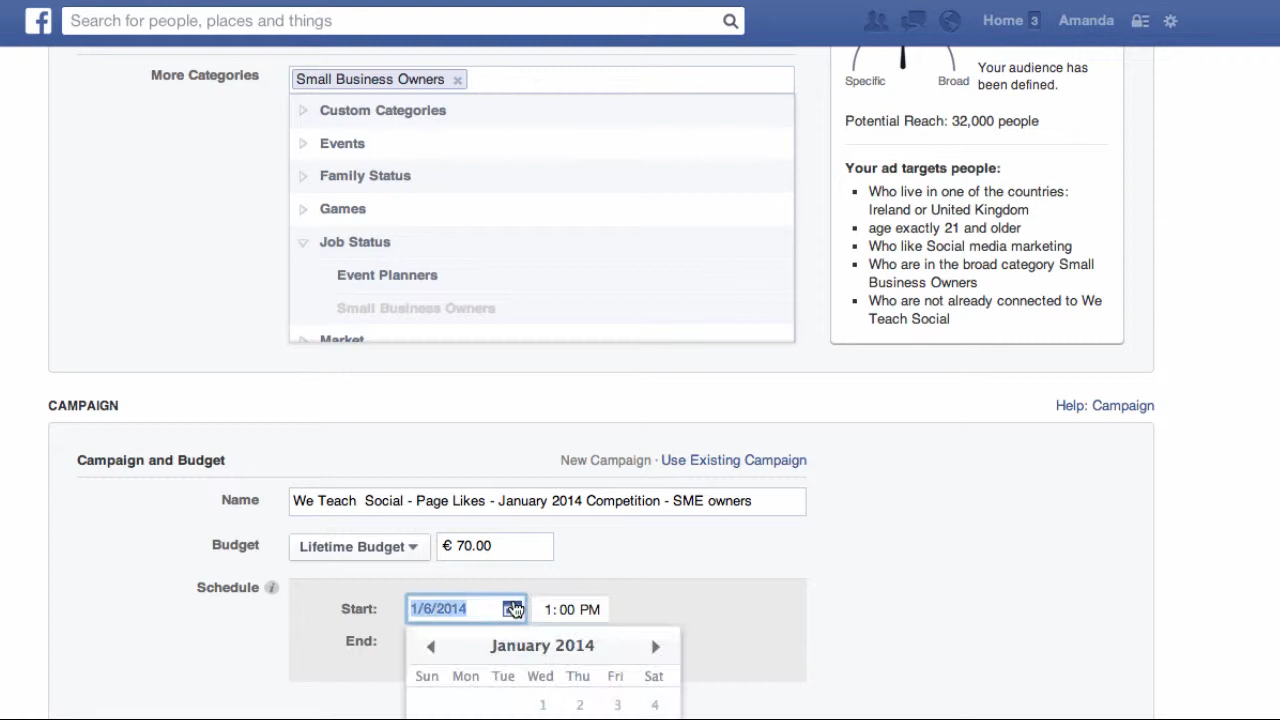 f Search for people, places and things Home 3 Amanda
More Categories Small Business Owners x
Custom Categories
Events
Family Status
Games
Job Status
Event Planners
Small Business Owners
Market
Specific Broad
Your audience has
been defined.
Potential Reach: 32,000 people
Your ad targets people:
Who live in one of the countries:
Ireland or United Kingdom
age exactly 21 and older
Who like Social media marketing
Who are in the broad category Small
Business Owners
Who are not already connected to We
Teach Social
CAMPAIGN Help: Campaign
Campaign and Budget New Campaign · Use Existing Campaign
Name We Teach  Social - Page Likes - January 2014 Competition - SME owners
Budget Lifetime Budget € 70.00
Schedule i
Start: 1/6/2014 1:00 PM
End:
January 2014
Sun Mon Tue Wed Thu Fri Sat
1 2 3 4